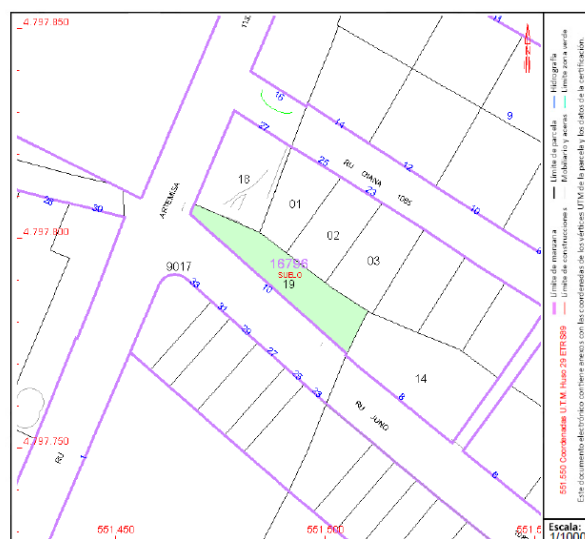 4.797.850
11
16
14
9
12
27
25
RU DIANA
1085
23
10
18
01
ARTEMISA
02
28
30
4.797.800
03
16786
SUELO
9017
10
19
33
31
29
27
25
23
14
8
RU JUNO
4.797.750
RU
1
8
551.450
551.500
Escala:
Hidrografía
Límite zona verde
Límite de parcela
Mobiliario y aceras
Límite de manzana
Límite de construcciones
551.550 Coordenadas U.T.M. Huso 29 ETRS89
Este documento electrónico contiene anexos con las coordenadas de los vértices UTM de la parcela y los datos de la certificación.